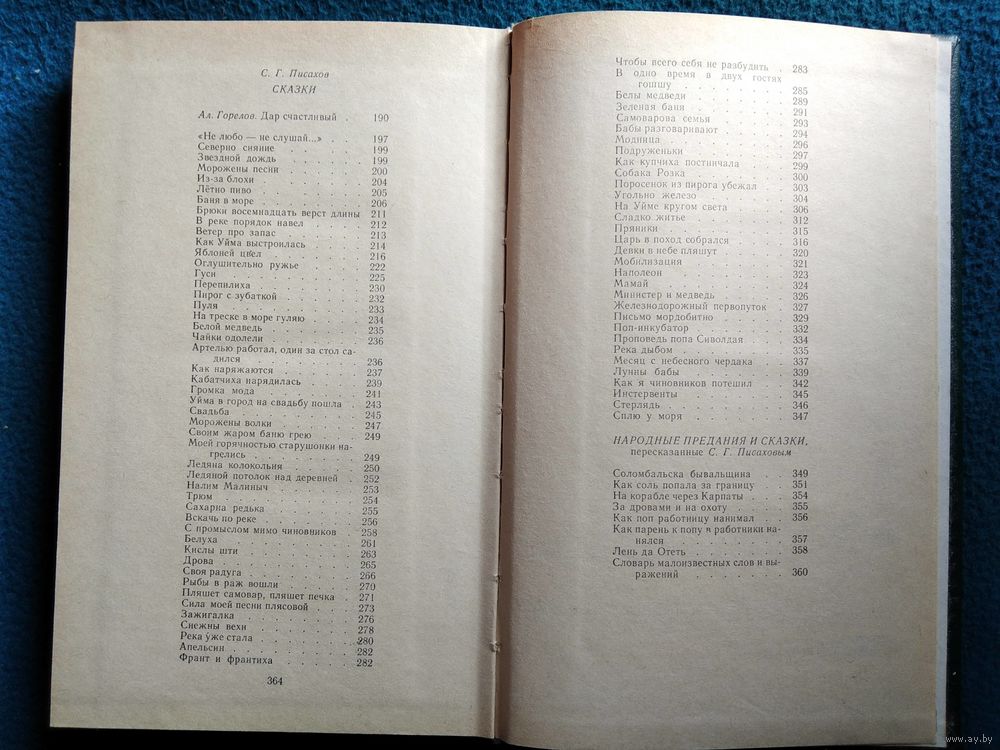 С. Г. Писахов
СКАЗКИ
Ал. Горелов. Дар счастливый . 190
«Не любо — не слушай...» . . 197
Северно сияние . . . . 199
Звездной дождь . . . . 199
Морожены песни . . . . 200
Из-за блохи . . . . 204
Лётно пиво . . . . 205
Баня в море . . . . 206
Брюки восемнадцать верст длины 211
В реке порядок навел . . . 212
Ветер про запас . . . . 213
Как Уйма выстроилась . . . 214
Яблоней цвел . . . . 216
Оглушительно ружье . . . 222
Гуси . . . . 225
Перепилиха . . . . 230
Пирог с зубаткой . . . . 232
Пуля . . . . 233
На треске в море гуляю . . . 234
Белой медведь . . . . 235
Чайки одолели . . . . 236
Артелью работал, один за стол са-
дился . . . . 236
Как наряжаются . . . . 237
Кабатчиха нарядилась . . . 239
Громка мода . . . . 241
Уйма в город на свадьбу пошла . 243
Свадьба . . . . 245
Морожены волки . . . . 247
Своим жаром баню грею . . . 249
Моей горячностью старушонки на-
грелись . . . . 249
Ледяна колокольня . . . . 250
Ледяной потолок над деревней . 252
Налим Малиныч . . . . 253
Трюм . . . . 254
Сахарна редька . . . . 255
Вскачь по реке . . . . 256
С промыслом мимо чиновников . 258
Белуха . . . . 261
Кислы шти . . . . 263
Дрова . . . . 265
Своя радуга . . . . 266
Рыбы в раж вошли . . . . 270
Пляшет самовар, пляшет печка . 271
Сила моей песни плясовой . . . 273
Зажигалка . . . . 276
Снежны вехи . . . . 278
Река уже стала . . . . 280
Апельсин . . . . 282
Франт и франтиха . . . . 282
364
Чтобы всего себя не разбудить . 283
В одно время в двух гостях
гощшу . . . . 285
Белы медведи . . . . 289
Зеленая баня . . . . 291
Самоварова семья . . . . 293
Бабы разговаривают . . . . 294
Модница . . . . 296
Подруженьки . . . . 297
Как купчиха постничала . . . 299
Собака Розка . . . . 300
Поросенок из пирога убежал . . 303
Угольно железо . . . . 304
На Уйме кругом света . . . 306
Сладко житье . . . . 312
Пряники . . . . 315
Царь в поход собрался . . . 316
Девки в небе пляшут . . . 320
Мобилизация . . . . 321
Наполеон . . . . 323
Мамай . . . . 324
Министер и медведь . . . 326
Железнодорожный первопуток . 327
Письмо мордобитно . . . . 329
Поп-инкубатор . . . . 332
Проповедь попа Сиволдая . . 334
Река дыбом . . . . 335
Месяц с небесного чердака . . 337
Лунны бабы . . . . 339
Как я чиновников потешил . . 342
Инстервенты . . . . 345
Стерлядь . . . . 346
Сплю у моря . . . . 347
НАРОДНЫЕ ПРЕДАНИЯ И СКАЗКИ,
пересказанные С. Г. Писаховым
Соломбальска бывальщина . . 349
Как соль попала за границу . . 351
На корабле через Карпаты . . 354
За дровами и на охоту . . . 355
Как поп работницу нанимал . . 356
Как парень к попу в работники на-
нялся . . . . 357
Лень да Отеть . . . . 358
Словарь малоизвестных слов и вы-
ражений . . . . 360
www.ay.by